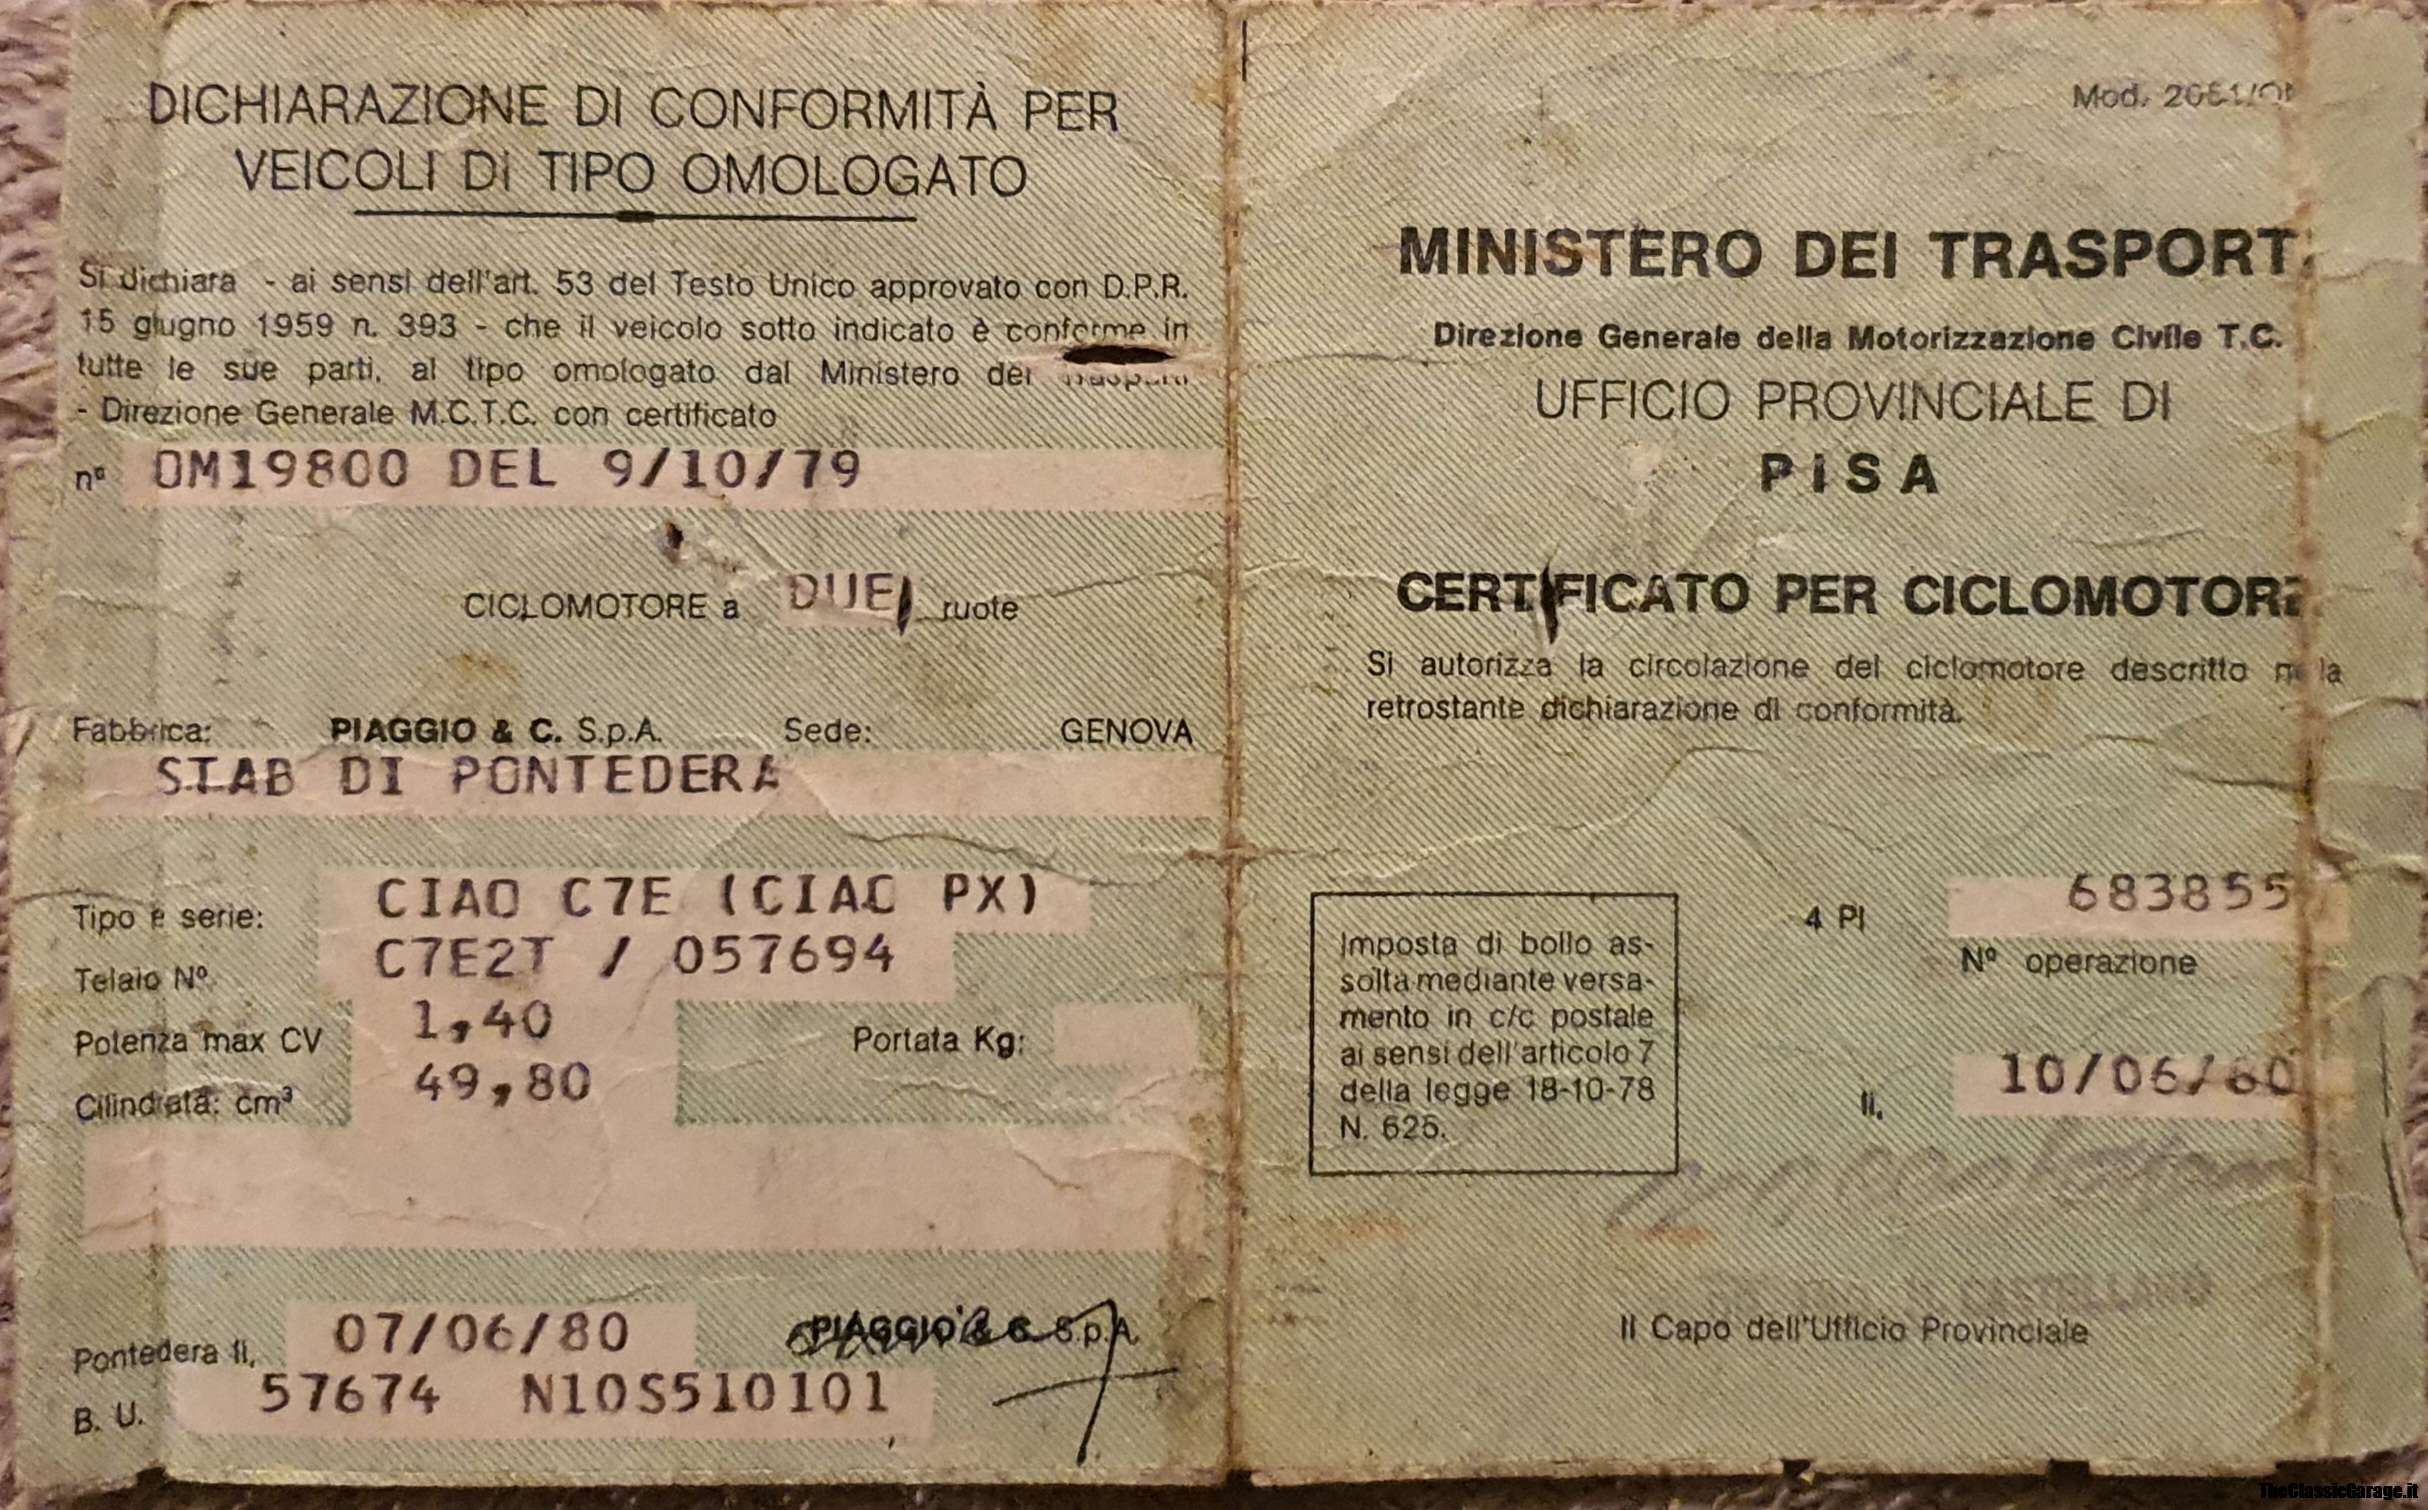 DICHIARAZIONE DI CONFORMITÀ PER
VEICOLI DI TIPO OMOLOGATO
Si dichiara - ai sensi dell'art. 53 del Testo Unico approvato con D.P.R.
15 giugno 1959 n. 393 - che il veicolo sotto indicato è conforme in
tutte le sue parti, al tipo omologato dal Ministero dei
- Direzione Generale M.C.T.C. con certificato
n° OM19800 DEL 9/10/79
CICLOMOTORE a DUE ruote
Fabbrica: PIAGGIO & C. S.p.A. Sede: GENOVA
STAB DI PONTEDERA
Tipo e serie: CIAO C7E (CIAO PX)
Telaio N° C7E2T / 057694
Potenza max CV 1,40 Portata Kg:
Cilindrata: cm³ 49,80
Pontedera li, 07/06/80 PIAGGIO & C. S.p.A.
B. U. 57674 N10S510101
Mod.
MINISTERO DEI TRASPORTI
Direzione Generale della Motorizzazione Civile T.C.
UFFICIO PROVINCIALE DI
PISA
CERTIFICATO PER CICLOMOTORE
Si autorizza la circolazione del ciclomotore descritto nella
retrostante dichiarazione di conformità.
Imposta di bollo as-
solta mediante versa-
mento in c/c postale
ai sensi dell'articolo 7
della legge 18-10-78
N. 625.
4 PI 683855
N° operazione
li, 10/06/80
CASTELLANO
Il Capo dell'Ufficio Provinciale
TheClassicGarage.it